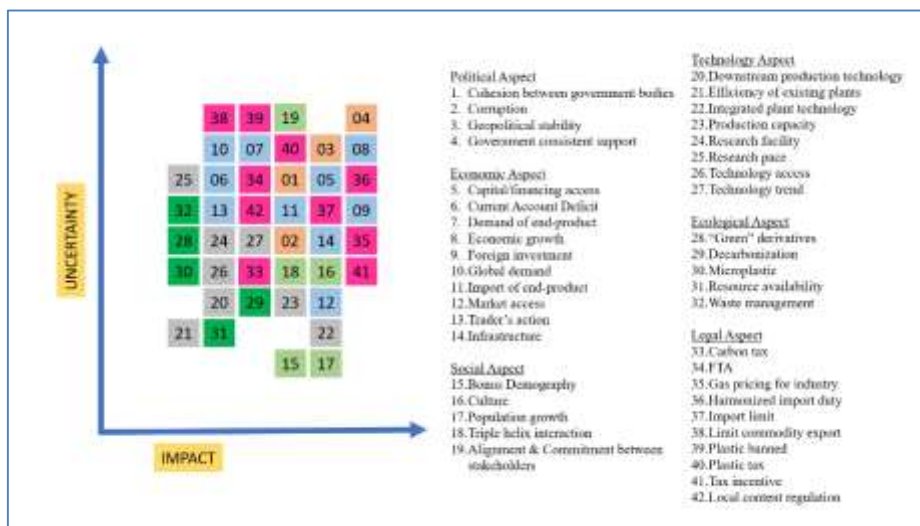 UNCERTAINTY
IMPACT
38 39 19 04
10 07 40 03 08
25 06 34 01 05 36
32 13 42 11 37 09
28 24 27 02 14 35
30 26 33 18 16 41
20 29 23 12
21 31 22
15 17
Political Aspect
1. Cohesion between government bodies
2. Corruption
3. Geopolitical stability
4. Government consistent support
Economic Aspect
5. Capital/financing access
6. Current Account Deficit
7. Demand of end-product
8. Economic growth
9. Foreign investment
10.Global demand
11.Import of end-product
12.Market access
13.Trader's action
14.Infrastructure
Social Aspect
15.Bonus Demography
16.Culture
17.Population growth
18.Triple helix interaction
19.Alignment & Commitment between
stakeholders
Technology Aspect
20.Downstream production technology
21.Efficiency of existing plants
22.Integrated plant technology
23.Production capacity
24.Research facility
25.Research pace
26.Technology access
27.Technology trend
Ecological Aspect
28."Green" derivatives
29.Decarbonization
30.Microplastic
31.Resource availability
32.Waste management
Legal Aspect
33.Carbon tax
34.FTA
35.Gas pricing for industry
36.Harmonized import duty
37.Import limit
38.Limit commodity export
39.Plastic banned
40.Plastic tax
41.Tax incentive
42.Local content regulation